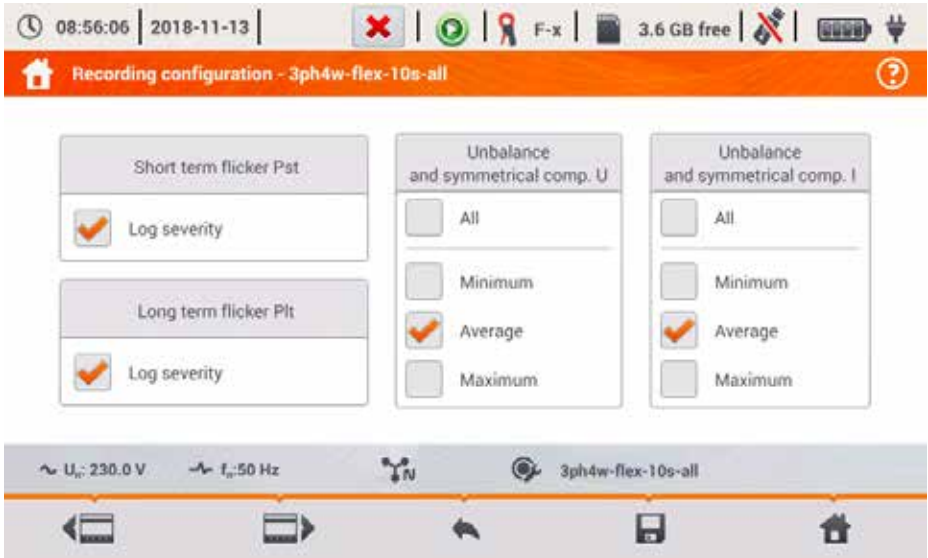 08:56:06 2018-11-13 F-x 3.6 GB free
Recording configuration - 3ph4w-flex-10s-all ?
Short term flicker Pst
Log severity
Long term flicker Plt
Log severity
Unbalance
and symmetrical comp. U
All
Minimum
Average
Maximum
Unbalance
and symmetrical comp. I
All
Minimum
Average
Maximum
Un: 230.0 V fn:50 Hz N 3ph4w-flex-10s-all